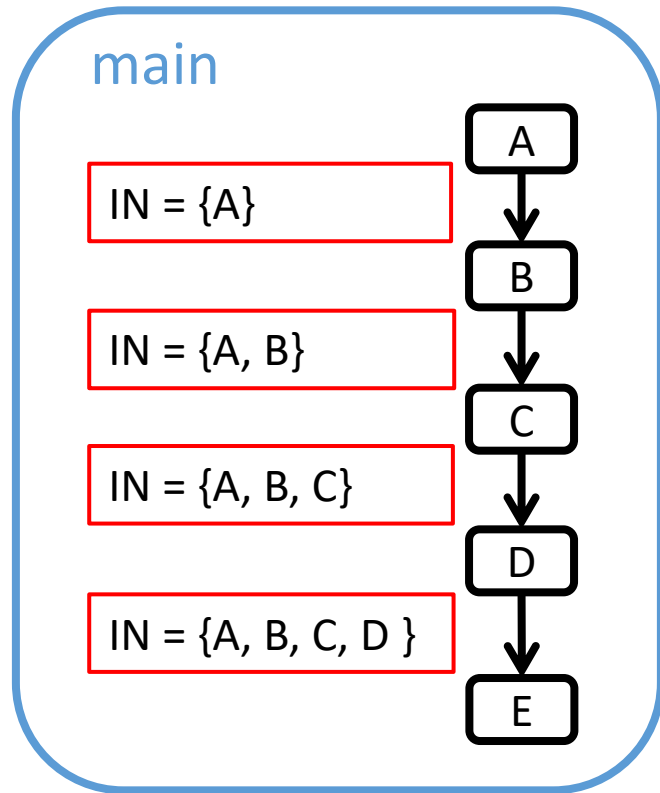 main
A
IN = {A}
B
IN = {A, B}
C
IN = {A, B, C}
D
IN = {A, B, C, D }
E